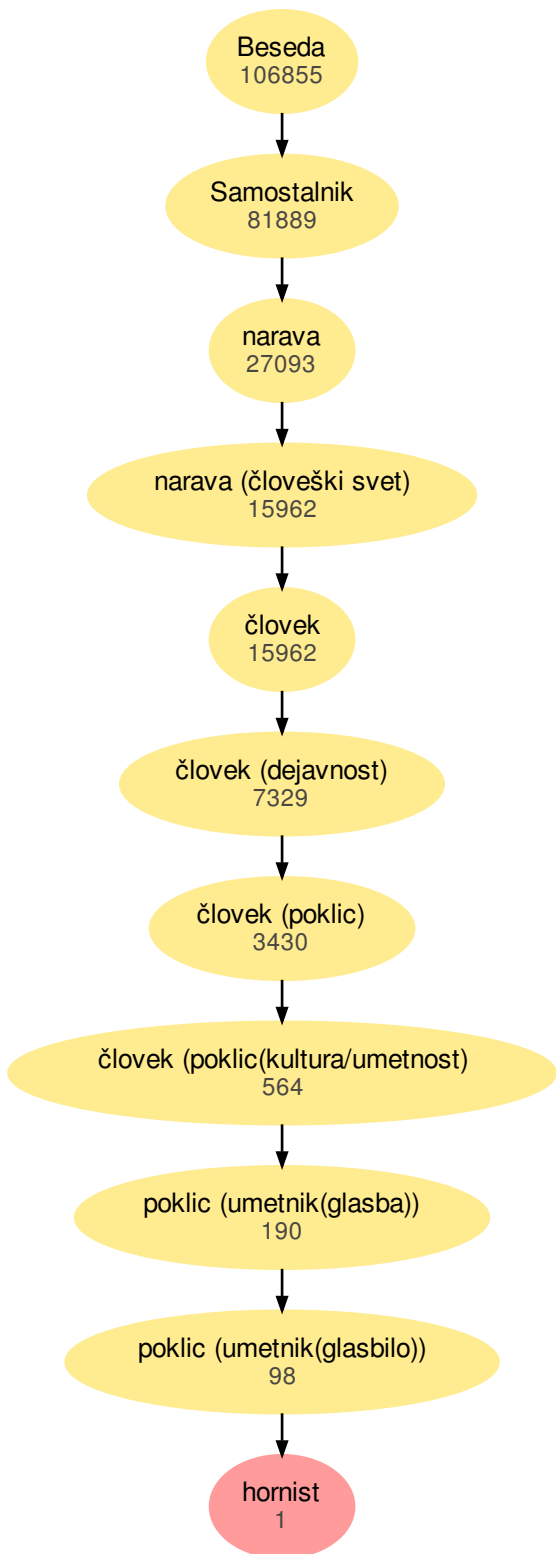 Beseda
106855
Samostalnik
81889
narava
27093
narava (človeški svet)
15962
človek
15962
človek (dejavnost)
7329
človek (poklic)
3430
človek (poklic(kultura/umetnost)
564
poklic (umetnik(glasba))
190
poklic (umetnik(glasbilo))
98
hornist
1